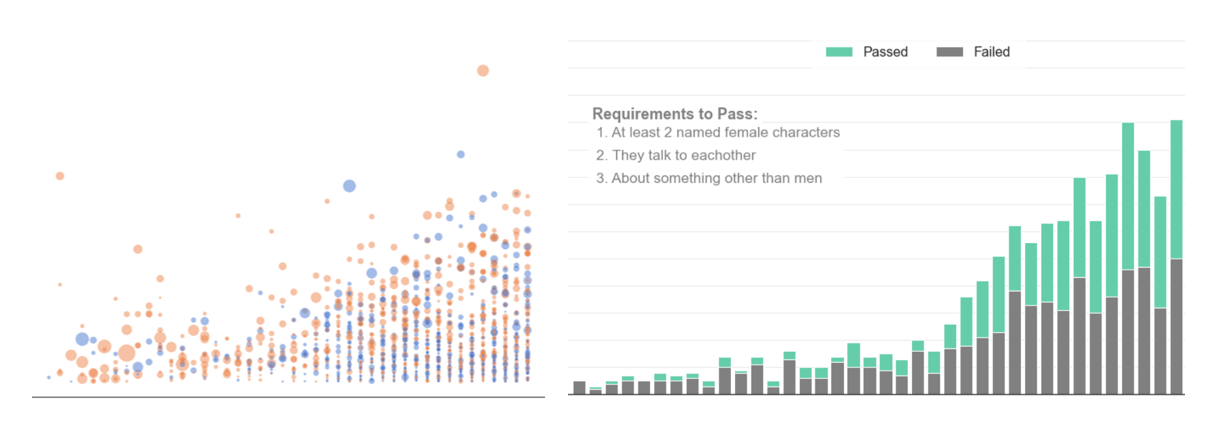 Passed Failed
Requirements to Pass:
1. At least 2 named female characters
2. They talk to eachother
3. About something other than men